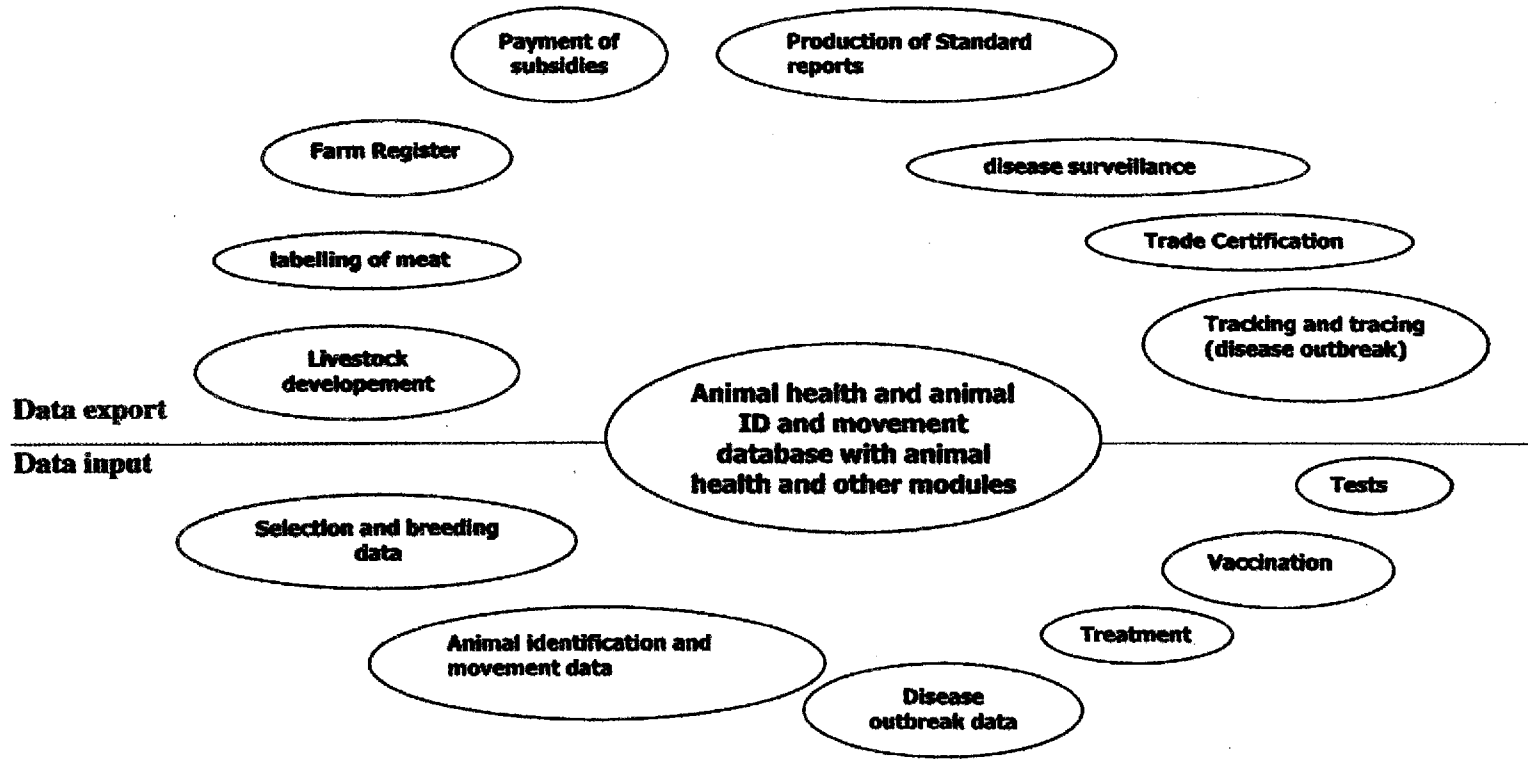 Payment of
subsidies
Production of Standard
reports
Farm Register
disease surveillance
labelling of meat
Trade Certification
Livestock
developement
Tracking and tracing
(disease outbreak)
Data export
Animal health and animal
ID and movement
database with animal
health and other modules
Data input
Tests
Selection and breeding
data
Vaccination
Animal identification and
movement data
Treatment
Disease
outbreak data